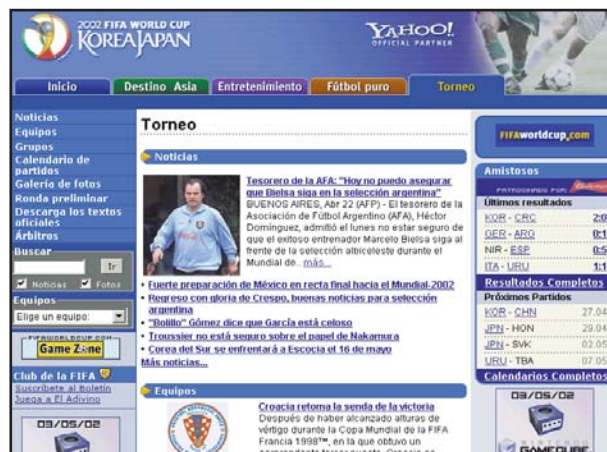 2002 FIFA WORLD CUP
KOREAJAPAN
YAHOO!
OFFICIAL PARTNER
Inicio
Destino Asia
Entretenimiento
Fútbol puro
Torneo
Noticias
Equipos
Grupos
Calendario de
partidos
Galería de fotos
Ronda preliminar
Descarga los textos
oficiales
Árbitros
Buscar
Ir
Noticias
Fotos
Equipos
Elige un equipo:
FIFAWORLDCUP.COM
Game Zone
Club de la FIFA
Suscríbete al Boletín
Juega a El Adivino
03/05/02
Torneo
Noticias
Tesorero de la AFA: "Hoy no puedo asegurar
que Bielsa siga en la selección argentina"
BUENOS AIRES, Abr 22 (AFP) - El tesorero de la
Asociación de Fútbol Argentino (AFA), Héctor
Domínguez, admitió el lunes no estar seguro de
que el exitoso entrenador Marcelo Bielsa siga al
frente de la selección albiceleste durante el
Mundial de.. más...
• Fuerte preparación de México en recta final hacia el Mundial-2002
• Regreso con gloria de Crespo, buenas noticias para selección
argentina
• "Bolillo" Gómez dice que García está celoso
• Troussier no está seguro sobre el papel de Nakamura
• Corea del Sur se enfrentará a Escocia el 16 de mayo
Más noticias...
Equipos
Croacia retoma la senda de la victoria
Después de haber alcanzado alturas de
vértigo durante la Copa Mundial de la FIFA
Francia 1998™, en la que obtuvo un
sorprendente tercer puesto, Croacia no
FIFAworldcup.com
Amistosos
PATROCINADO POR:
Últimos resultados
KOR - CRC 2:0
GER - ARG 0:1
NIR - ESP 0:5
ITA - URU 1:1
Resultados Completos
Próximos Partidos
KOR - CHN 27.04
JPN - HON 29.04
JPN - SVK 02.05
URU - TBA 07.05
Calendarios Completos
03/05/02
NINTENDO
GAMECUBE